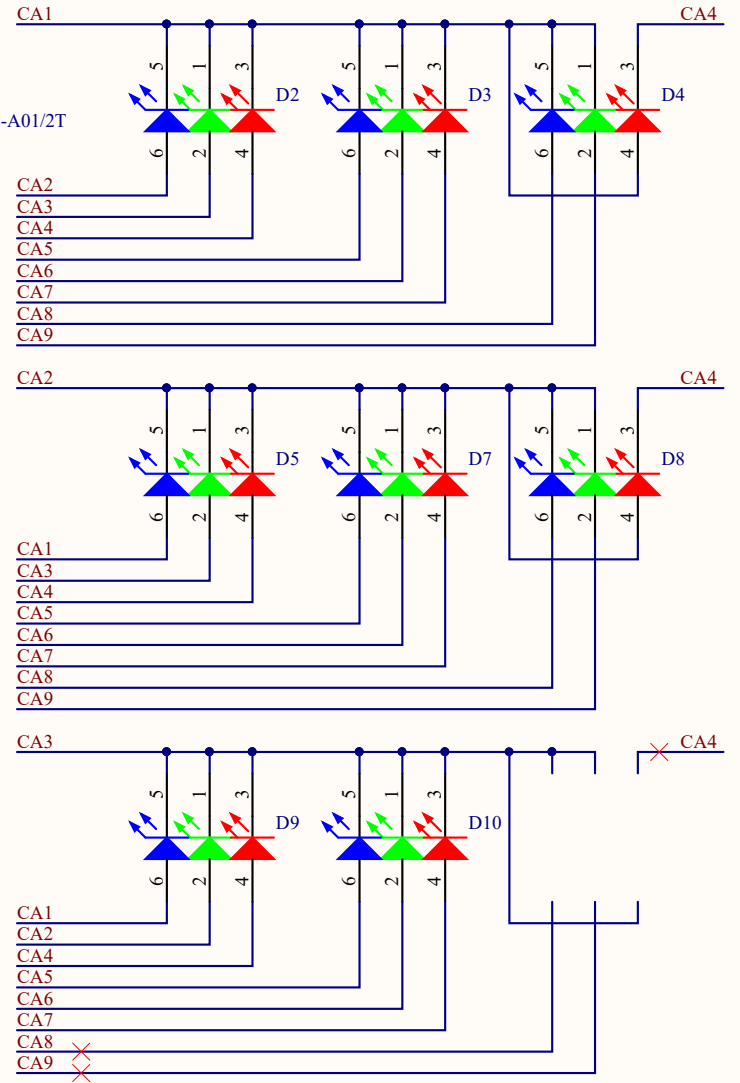 CA1 CA4
5 1 3 D2 5 1 3 D3 5 1 3 D4
-A01/2T
6 2 4 6 2 4 6 2 4
CA2
CA3
CA4
CA5
CA6
CA7
CA8
CA9
CA2 CA4
5 1 3 D5 5 1 3 D7 5 1 3 D8
6 2 4 6 2 4 6 2 4
CA1
CA3
CA4
CA5
CA6
CA7
CA8
CA9
CA3 CA4
5 1 3 D9 5 1 3 D10
6 2 4 6 2 4
CA1
CA2
CA4
CA5
CA6
CA7
CA8
CA9